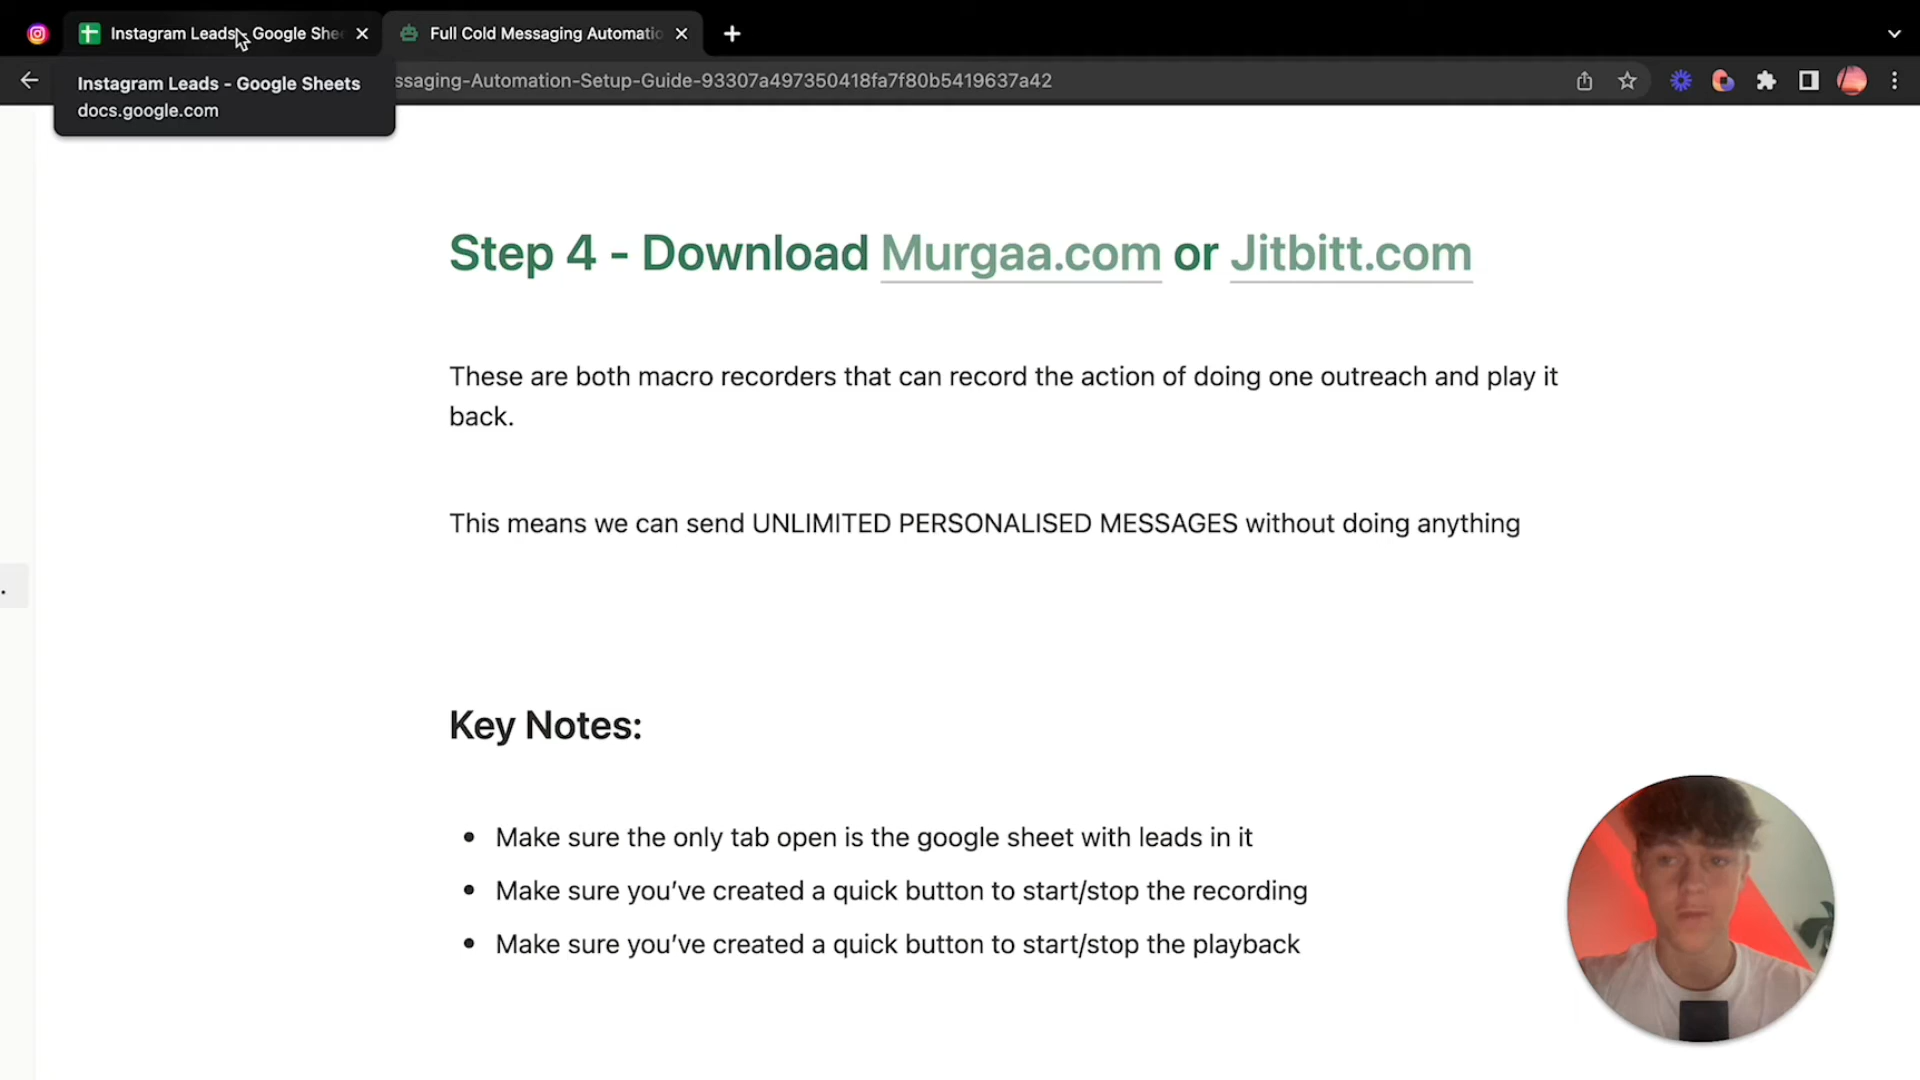 Instagram Leads - Google Shee
Full Cold Messaging Automatio
Instagram Leads - Google Sheets
docs.google.com
ssaging-Automation-Setup-Guide-93307a497350418fa7f80b5419637a42
Step 4 - Download Murgaa.com or Jitbitt.com
These are both macro recorders that can record the action of doing one outreach and play it
back.
This means we can send UNLIMITED PERSONALISED MESSAGES without doing anything
Key Notes:
• Make sure the only tab open is the google sheet with leads in it
• Make sure you’ve created a quick button to start/stop the recording
• Make sure you’ve created a quick button to start/stop the playback